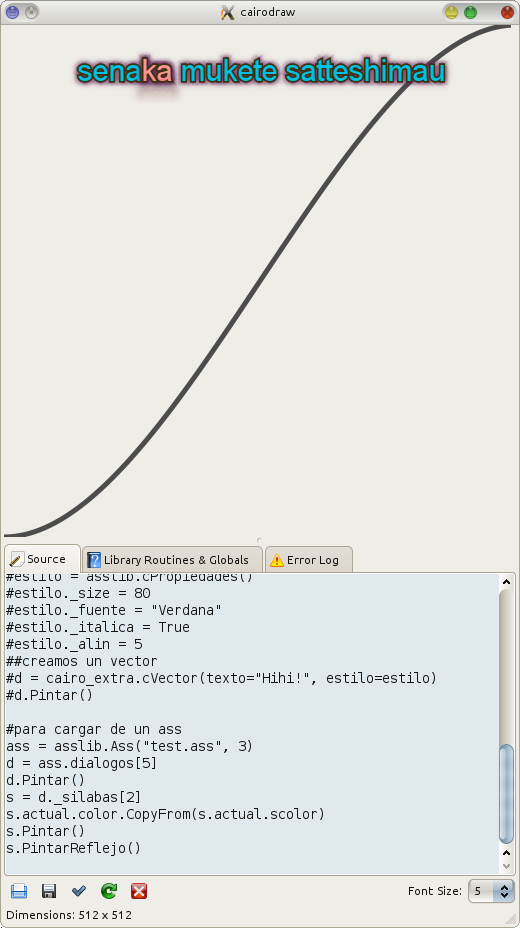 cairodraw
senaka mukete satteshimau
Source
Library Routines & Globals
Error Log
#estilo = asslib.cPropiedades()
#estilo._size = 80
#estilo._fuente = "Verdana"
#estilo._italica = True
#estilo._alin = 5
##creamos un vector
#d = cairo_extra.cVector(texto="Hihi!", estilo=estilo)
#d.Pintar()
#para cargar de un ass
ass = asslib.Ass("test.ass", 3)
d = ass.dialogos[5]
d.Pintar()
s = d._silabas[2]
s.actual.color.CopyFrom(s.actual.scolor)
s.Pintar()
s.PintarReflejo()
Font Size: 5
Dimensions: 512 x 512